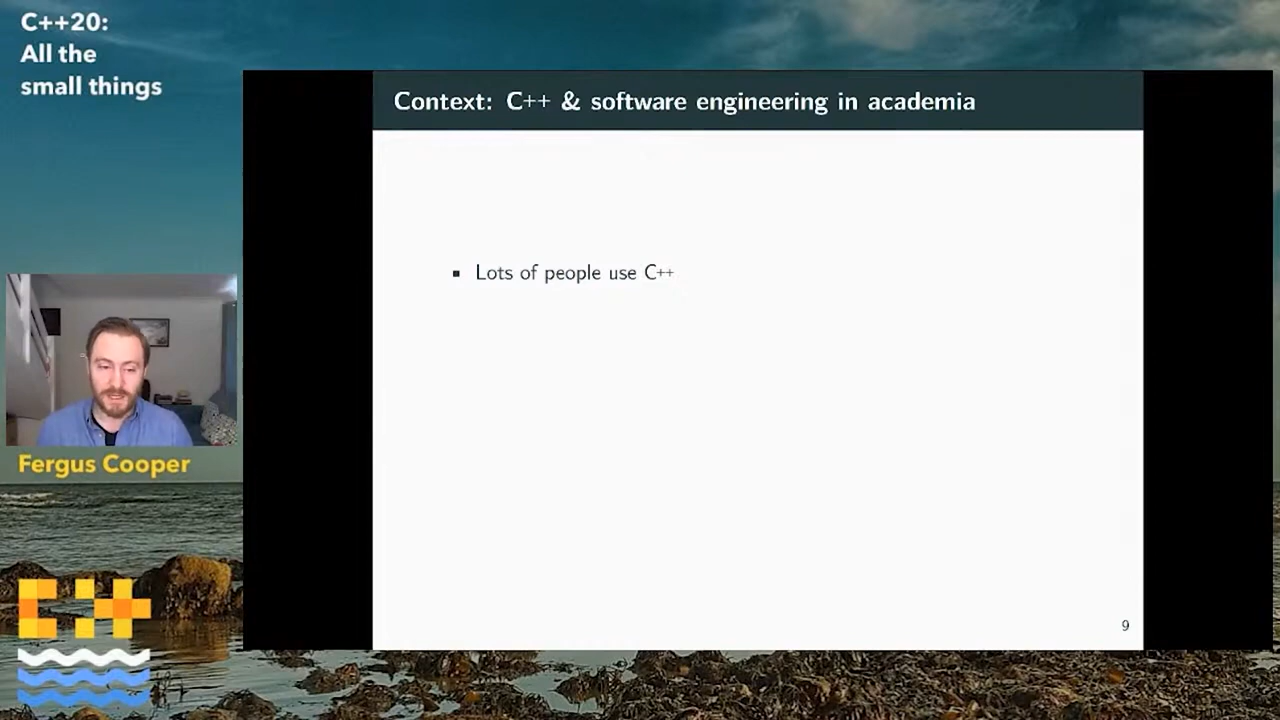 C++20:
All the
small things
Context: C++ & software engineering in academia
▪ Lots of people use C++
Fergus Cooper
9